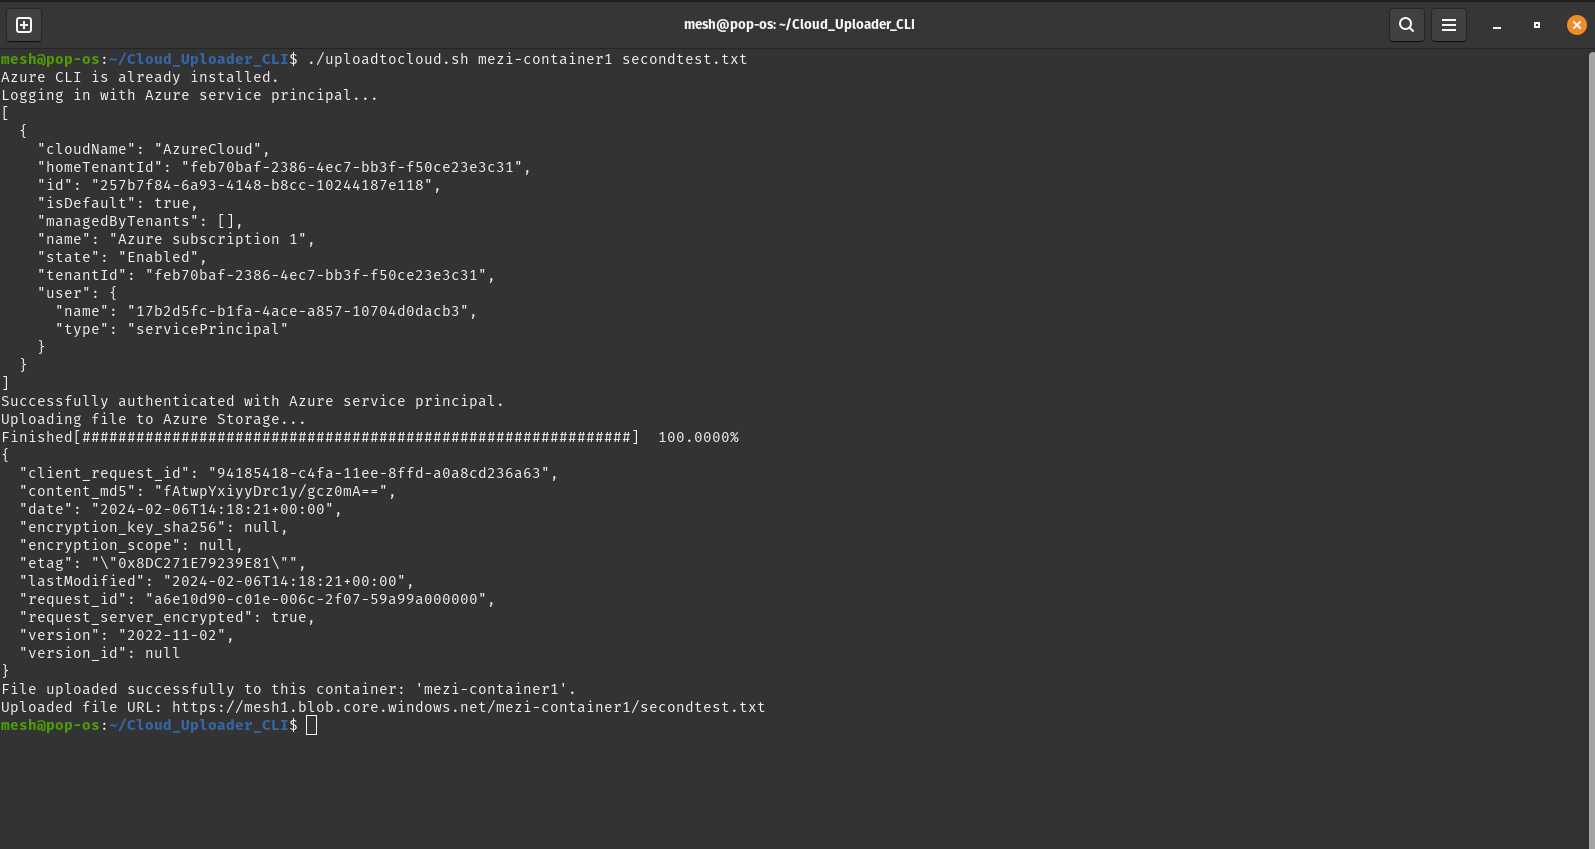 mesh@pop-os: ~/Cloud_Uploader_CLI
mesh@pop-os:~/Cloud_Uploader_CLI$ ./uploadtocloud.sh mezi-container1 secondtest.txt
Azure CLI is already installed.
Logging in with Azure service principal...
[
  {
    "cloudName": "AzureCloud",
    "homeTenantId": "feb70baf-2386-4ec7-bb3f-f50ce23e3c31",
    "id": "257b7f84-6a93-4148-b8cc-10244187e118",
    "isDefault": true,
    "managedByTenants": [],
    "name": "Azure subscription 1",
    "state": "Enabled",
    "tenantId": "feb70baf-2386-4ec7-bb3f-f50ce23e3c31",
    "user": {
      "name": "17b2d5fc-b1fa-4ace-a857-10704d0dacb3",
      "type": "servicePrincipal"
    }
  }
]
Successfully authenticated with Azure service principal.
Uploading file to Azure Storage...
Finished[#############################################################]  100.0000%
{
  "client_request_id": "94185418-c4fa-11ee-8ffd-a0a8cd236a63",
  "content_md5": "fAtwpYxiyyDrc1y/gcz0mA==",
  "date": "2024-02-06T14:18:21+00:00",
  "encryption_key_sha256": null,
  "encryption_scope": null,
  "etag": "\"0x8DC271E79239E81\"",
  "lastModified": "2024-02-06T14:18:21+00:00",
  "request_id": "a6e10d90-c01e-006c-2f07-59a99a000000",
  "request_server_encrypted": true,
  "version": "2022-11-02",
  "version_id": null
}
File uploaded successfully to this container: 'mezi-container1'.
Uploaded file URL: https://mesh1.blob.core.windows.net/mezi-container1/secondtest.txt
mesh@pop-os:~/Cloud_Uploader_CLI$